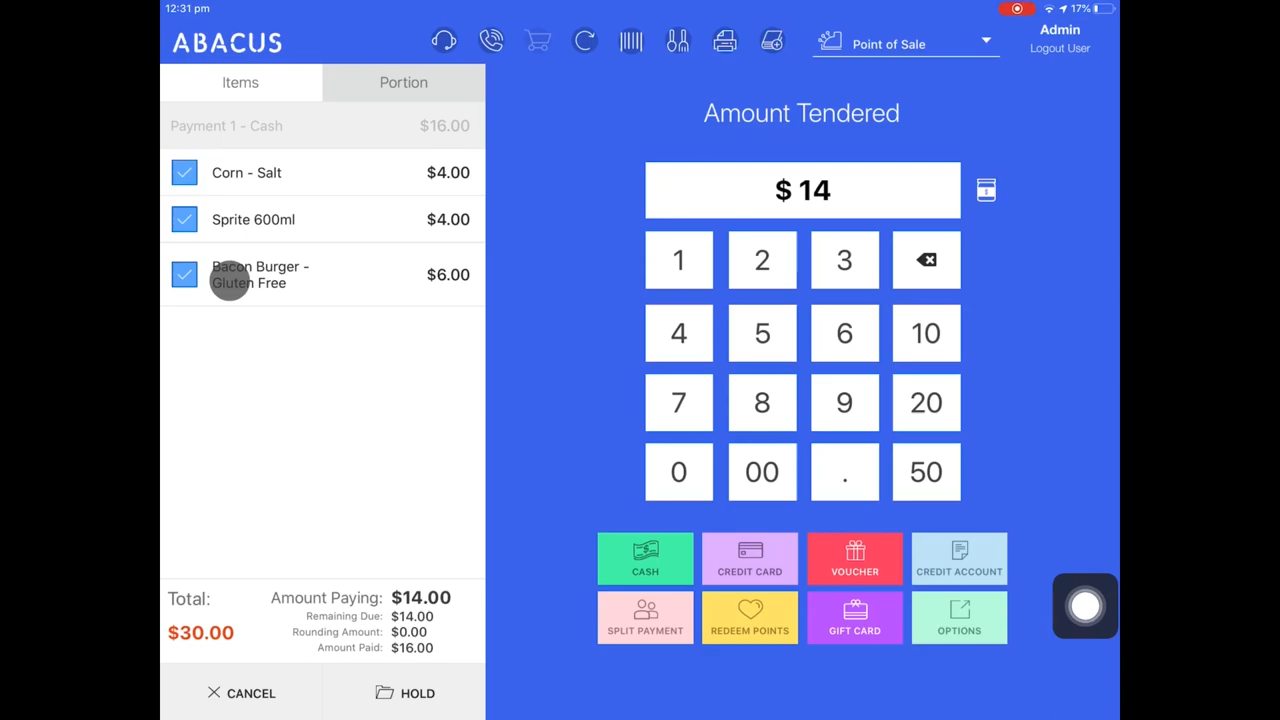 12:31 pm
17%
ABACUS
Point of Sale
Admin
Logout User
Items
Portion
Payment 1 - Cash
$16.00
Corn - Salt
$4.00
Sprite 600ml
$4.00
Bacon Burger -
Gluten Free
$6.00
Total:
$30.00
Amount Paying: $14.00
Remaining Due: $14.00
Rounding Amount: $0.00
Amount Paid: $16.00
CANCEL
HOLD
Amount Tendered
$ 14
1 2 3
4 5 6 10
7 8 9 20
0 00 . 50
CASH
CREDIT CARD
VOUCHER
CREDIT ACCOUNT
SPLIT PAYMENT
REDEEM POINTS
GIFT CARD
OPTIONS